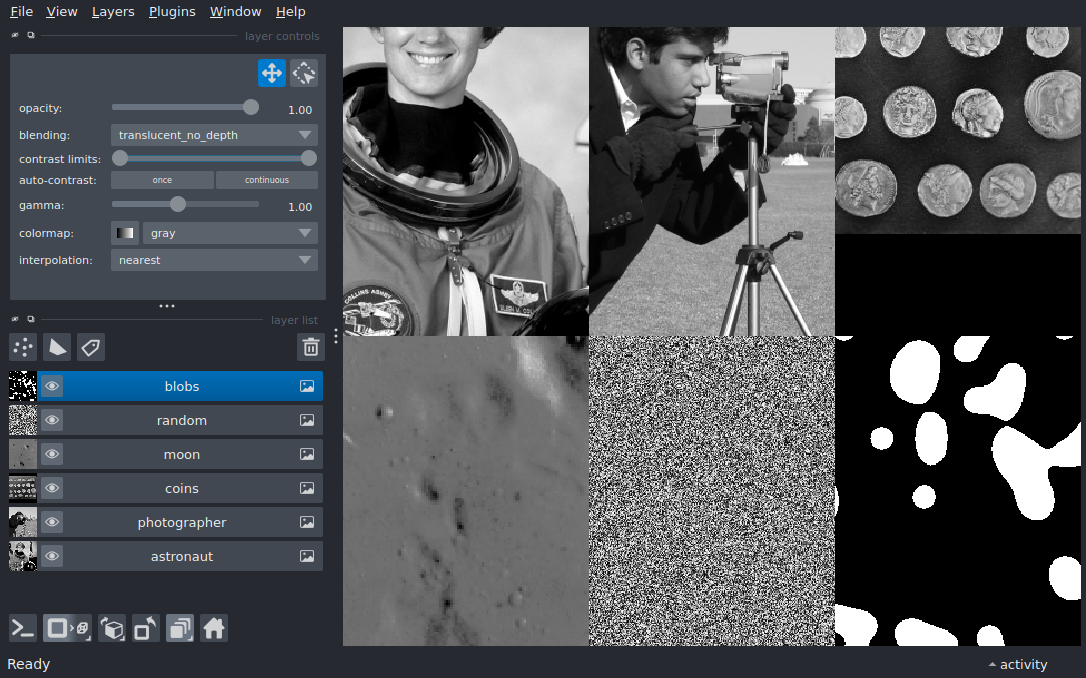 File View Layers Plugins Window Help
layer controls
opacity: 1.00
blending: translucent_no_depth
contrast limits:
auto-contrast: once continuous
gamma: 1.00
colormap: gray
interpolation: nearest
layer list
blobs
random
moon
coins
photographer
astronaut
COLLINS
Ready
activity